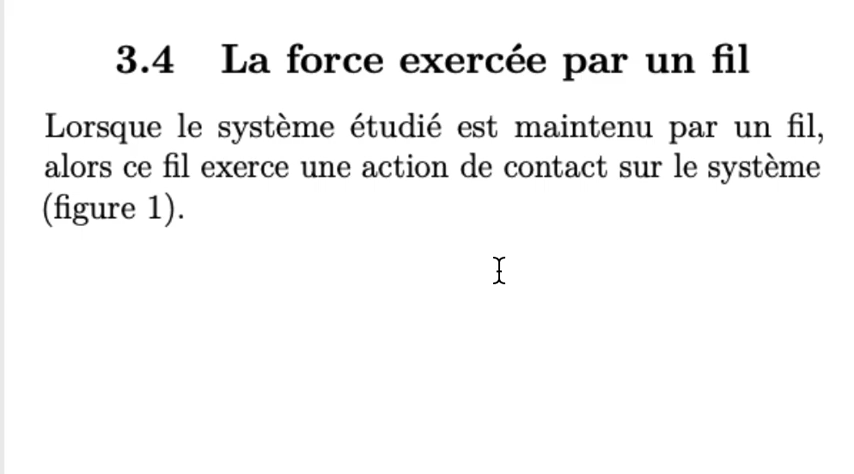 3.4 La force exercée par un fil
Lorsque le système étudié est maintenu par un fil,
alors ce fil exerce une action de contact sur le système
(figure 1).